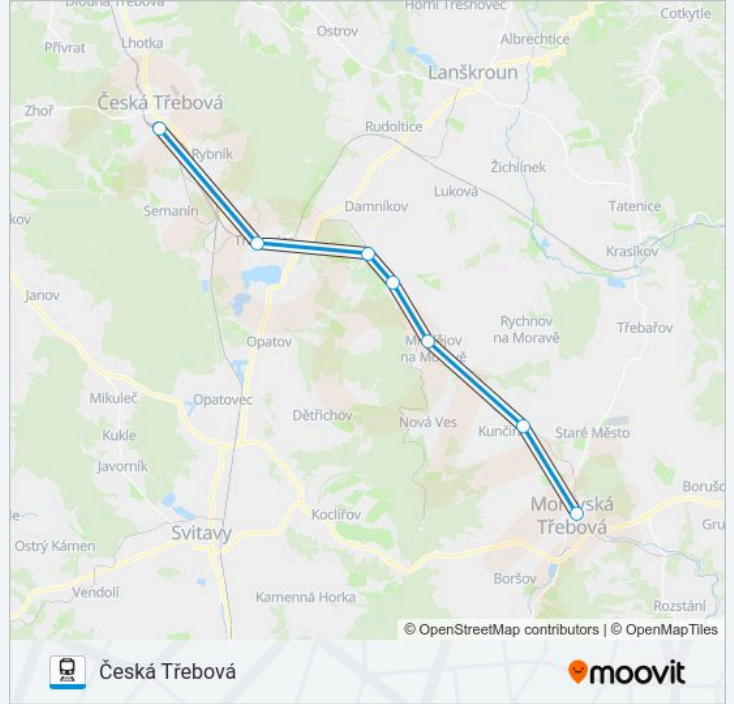 Dlouhá Třebová
Horní Třešňovec
Cotkytle
Ostrov
Albrechtice
Přívrat
Lhotka
Lanškroun
Česká Třebová
Zhoř
Rudoltice
Rybník
Žichlínek
Luková
Semanín
Damníkov
Tatenice
Krasíkov
Janov
Rychnov
na Moravě
Třebařov
Opatov
Mikuleč
Opatovec
Dětřichov
Nová Ves
Kukle
Staré Město
Javorník
Koclířov
Svitavy
Třebová
Ostrý Kámen
Boršov
Vendolí
Kamenná Horka
Rozstání
© OpenStreetMap contributors | © OpenMapTiles
Česká Třebová
moovit